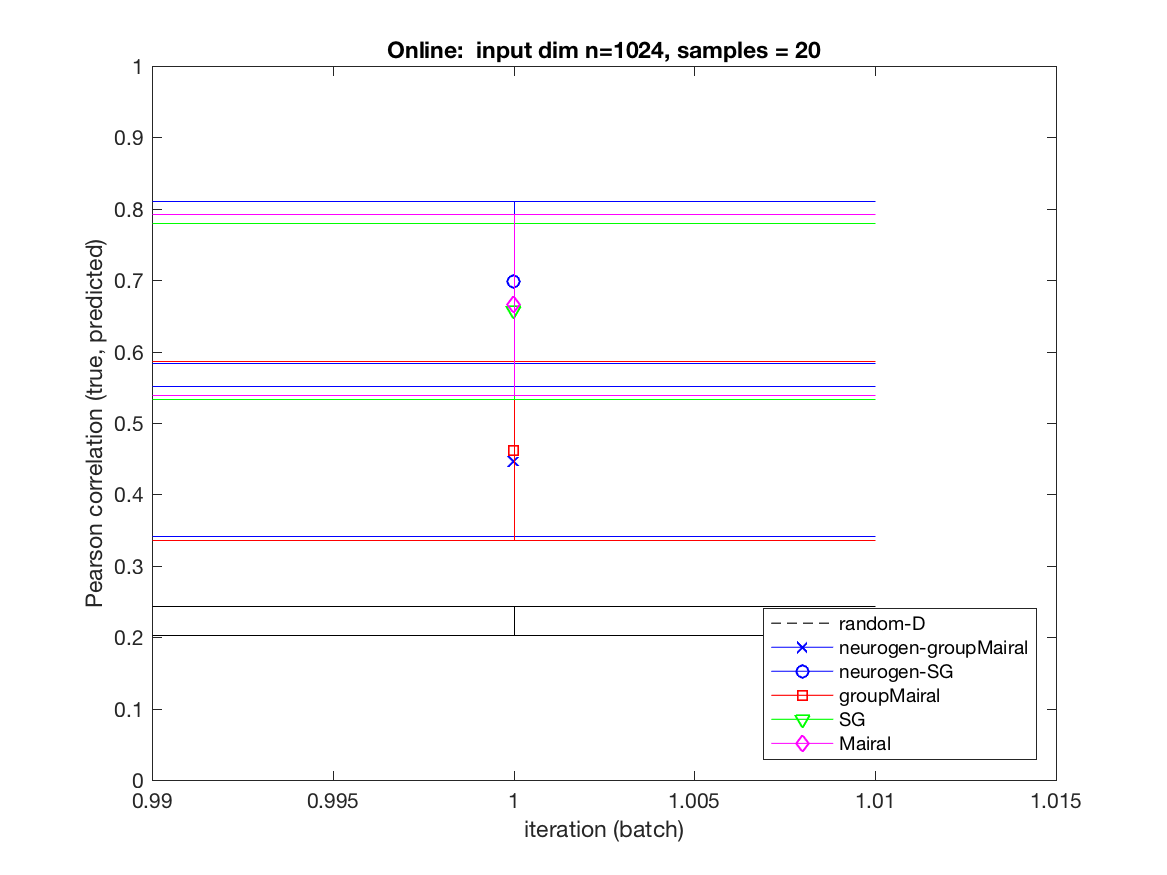 Online:  input dim n=1024, samples = 20
Pearson correlation (true, predicted)
1
0.9
0.8
0.7
0.6
0.5
0.4
0.3
0.2
0.1
0
random-D
neurogen-groupMairal
neurogen-SG
groupMairal
SG
Mairal
0.99 0.995 1 1.005 1.01 1.015
iteration (batch)